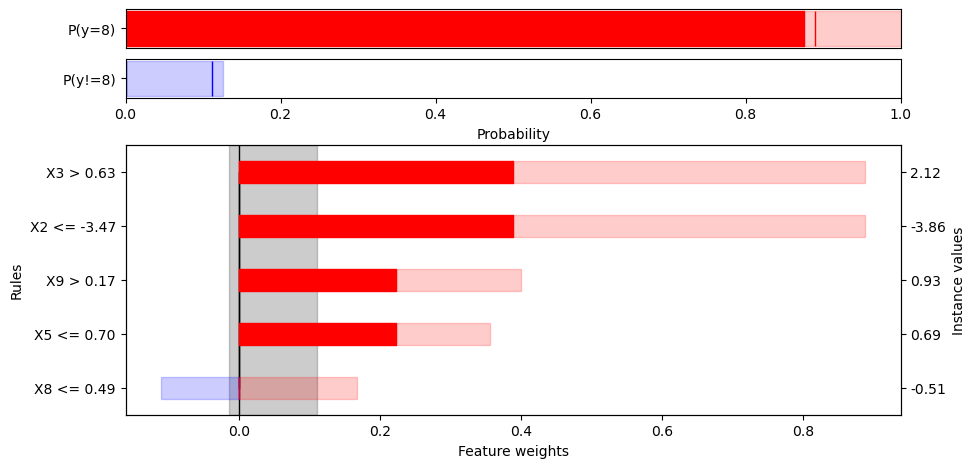 P(y=8)
P(y!=8)
0.0 0.2 0.4 0.6 0.8 1.0
Probability
X3 > 0.63 2.12
X2 <= -3.47 -3.86
X9 > 0.17 0.93
X5 <= 0.70 0.69
X8 <= 0.49 -0.51
Rules
Instance values
0.0 0.2 0.4 0.6 0.8
Feature weights